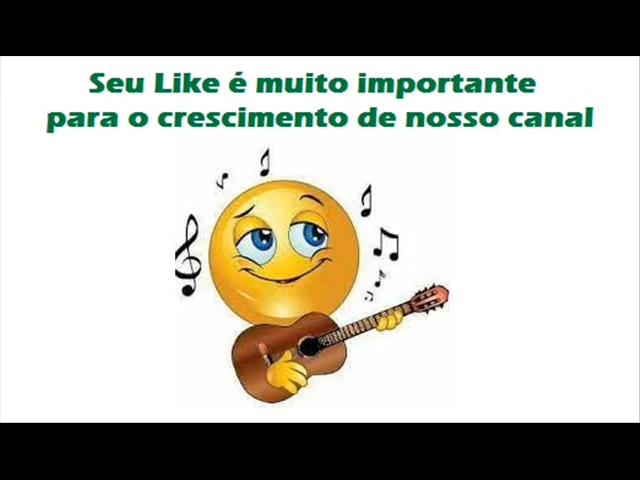 Seu Like é muito importante
para o crescimento de nosso canal